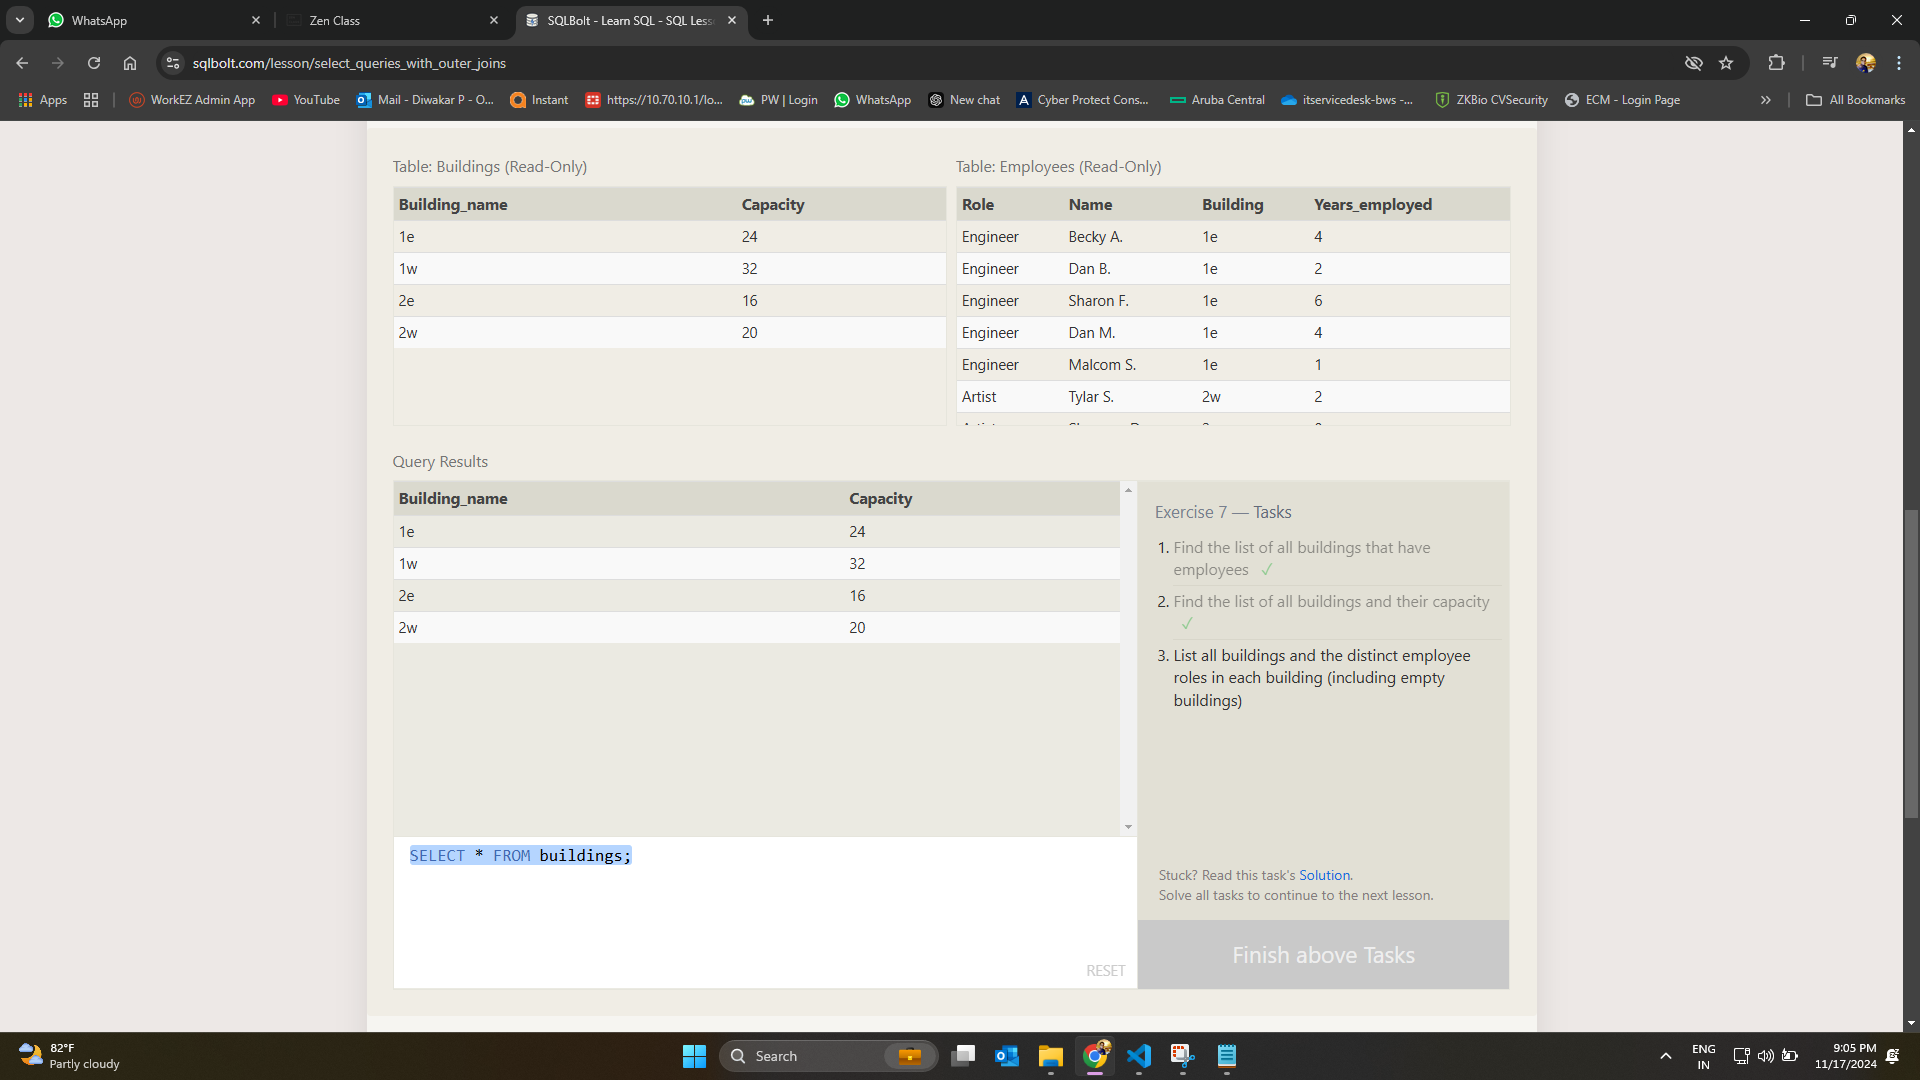 WhatsApp
Zen Class
SQLBolt - Learn SQL - SQL Less
sqlbolt.com/lesson/select_queries_with_outer_joins
Apps
WorkEZ Admin App
YouTube
Mail - Diwakar P - O...
Instant
https://10.70.10.1/lo...
PW | Login
WhatsApp
New chat
Cyber Protect Cons...
Aruba Central
itservicedesk-bws -...
ZKBio CVSecurity
ECM - Login Page
All Bookmarks
Table: Buildings (Read-Only)
Building_name Capacity
1e 24
1w 32
2e 16
2w 20
Table: Employees (Read-Only)
Role Name Building Years_employed
Engineer Becky A. 1e 4
Engineer Dan B. 1e 2
Engineer Sharon F. 1e 6
Engineer Dan M. 1e 4
Engineer Malcom S. 1e 1
Artist Tylar S. 2w 2
Query Results
Building_name Capacity
1e 24
1w 32
2e 16
2w 20
SELECT * FROM buildings;
RESET
Exercise 7 — Tasks
1. Find the list of all buildings that have
employees ✓
2. Find the list of all buildings and their capacity
✓
3. List all buildings and the distinct employee
roles in each building (including empty
buildings)
Stuck? Read this task's Solution.
Solve all tasks to continue to the next lesson.
Finish above Tasks
82°F
Partly cloudy
Search
ENG
IN
9:05 PM
11/17/2024